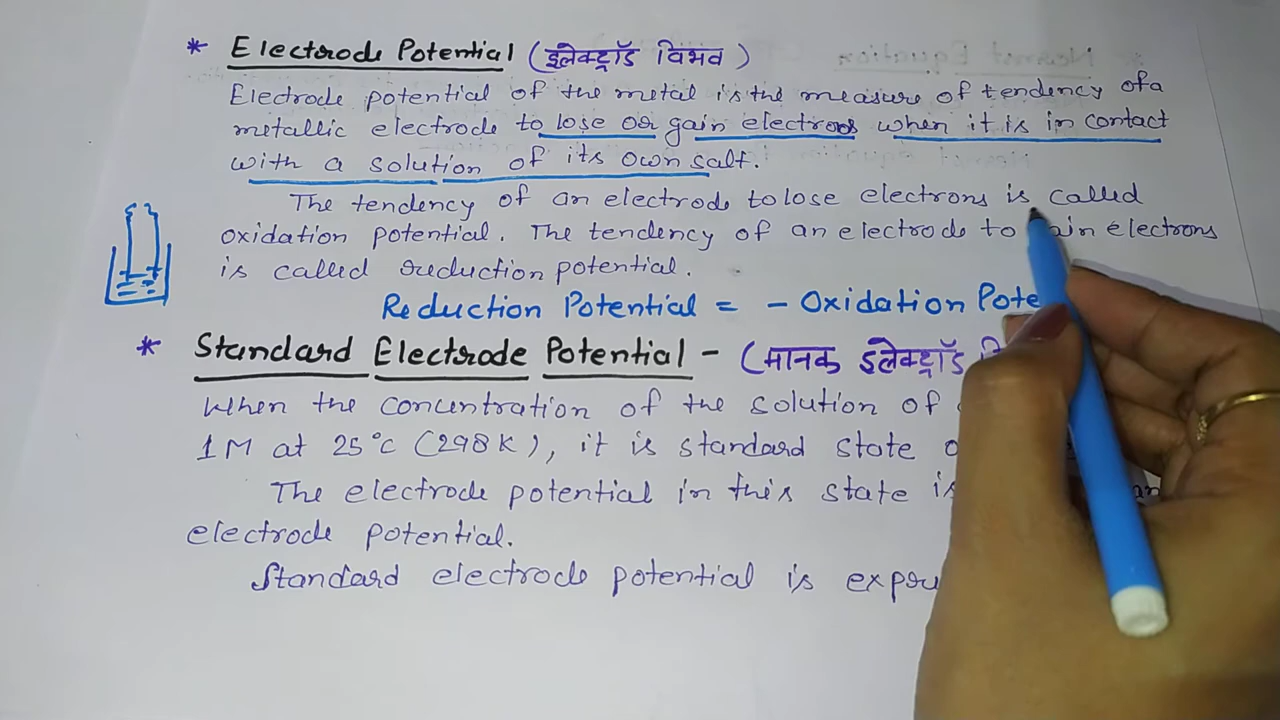 * Electrode Potential (इलेक्ट्रॉड विभव)
Electrode potential of the metal is the measure of tendency of a
metallic electrode to lose or gain electrons when it is in contact
with a solution of its own salt.
The tendency of an electrode to lose electrons is called
oxidation potential. The tendency of an electrode to electrons
is called reduction potential.
Reduction Potential = - Oxidation
* Standard Electrode Potential - (मानक इलेक्ट्रॉड
When the concentration of the solution of
1M at 25°C (298K), it is standard state
The electrode potential in this state is
electrode potential.
Standard electrode potential is